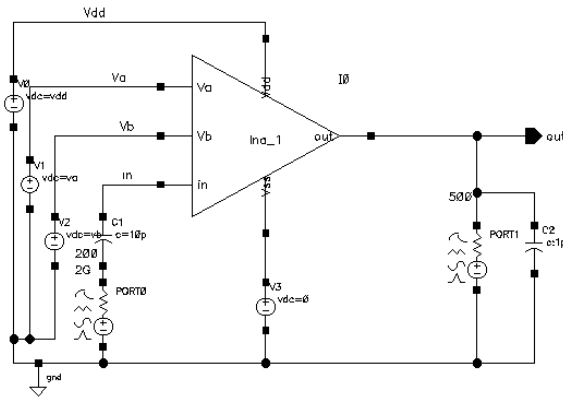 Vdd
I0
V0
vdc=vdd
Va
Va
Vdd
Vb
Vb
lna_1
out
out
V1
vdc=va
in
in
Vss
V2
vdc=vb
C1
c=10p
200
2G
PORT0
V3
vdc=0
500
PORT1
C2
c:1p
gnd